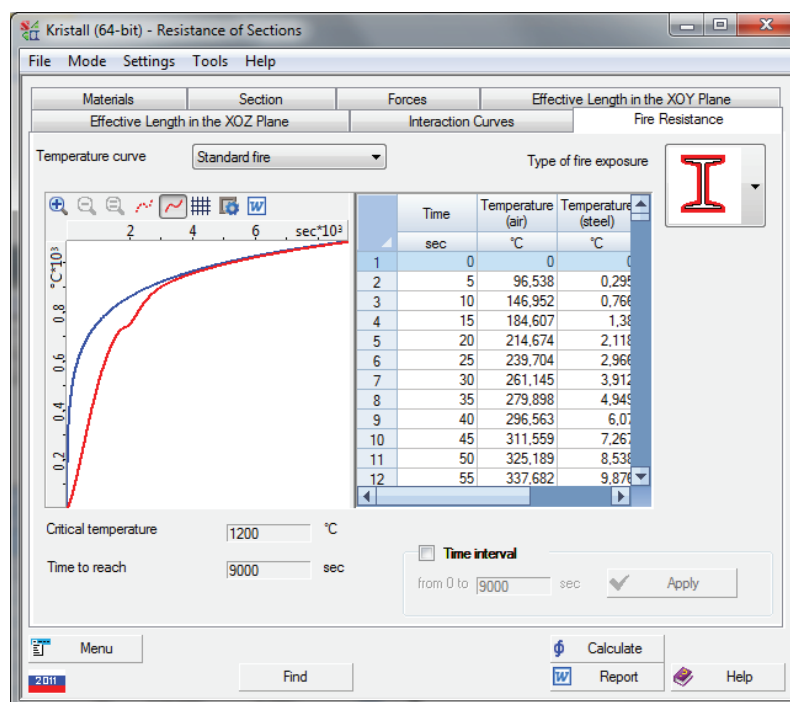 Kristall (64-bit) - Resistance of Sections
File Mode Settings Tools Help
Materials Section Forces Effective Length in the XOY Plane
Effective Length in the XOZ Plane Interaction Curves Fire Resistance
Temperature curve Standard fire Type of fire exposure
2 4 6 sec*10³
°C*10³
0.8
0.6
0.4
0.2
Time Temperature (air) Temperature (steel)
sec °C °C
1 0 0 0
2 5 96,538 0,295
3 10 146,952 0,766
4 15 184,607 1,38
5 20 214,674 2,118
6 25 239,704 2,966
7 30 261,145 3,912
8 35 279,898 4,949
9 40 296,563 6,07
10 45 311,559 7,267
11 50 325,189 8,538
12 55 337,682 9,876
Critical temperature 1200 °C
Time to reach 9000 sec
Time interval
from 0 to 9000 sec Apply
Menu Calculate
2011 Find Report Help